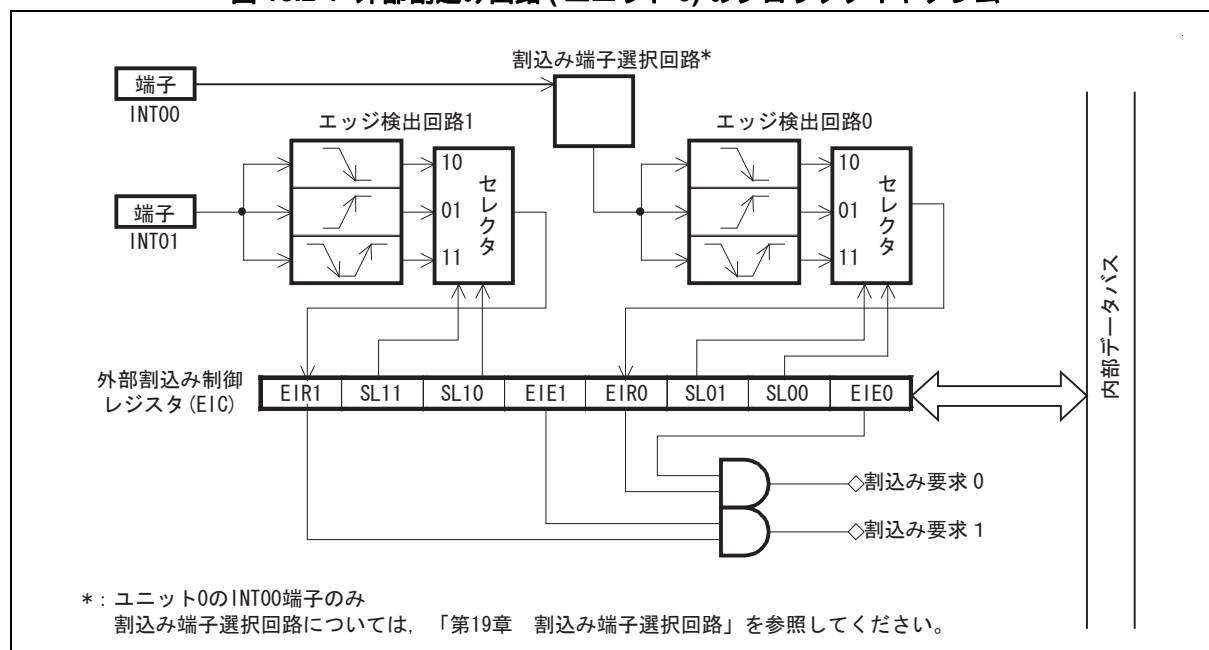 端子
INT00
割込み端子選択回路*
エッジ検出回路1
エッジ検出回路0
端子
INT01
10
01
11
セレクタ
10
01
11
セレクタ
内部データバス
外部割込み制御
レジスタ(EIC)
EIR1 SL11 SL10 EIE1 EIR0 SL01 SL00 EIE0
割込み要求 0
割込み要求 1
*: ユニット0のINT00端子のみ
割込み端子選択回路については, 「第19章 割込み端子選択回路」を参照してください。